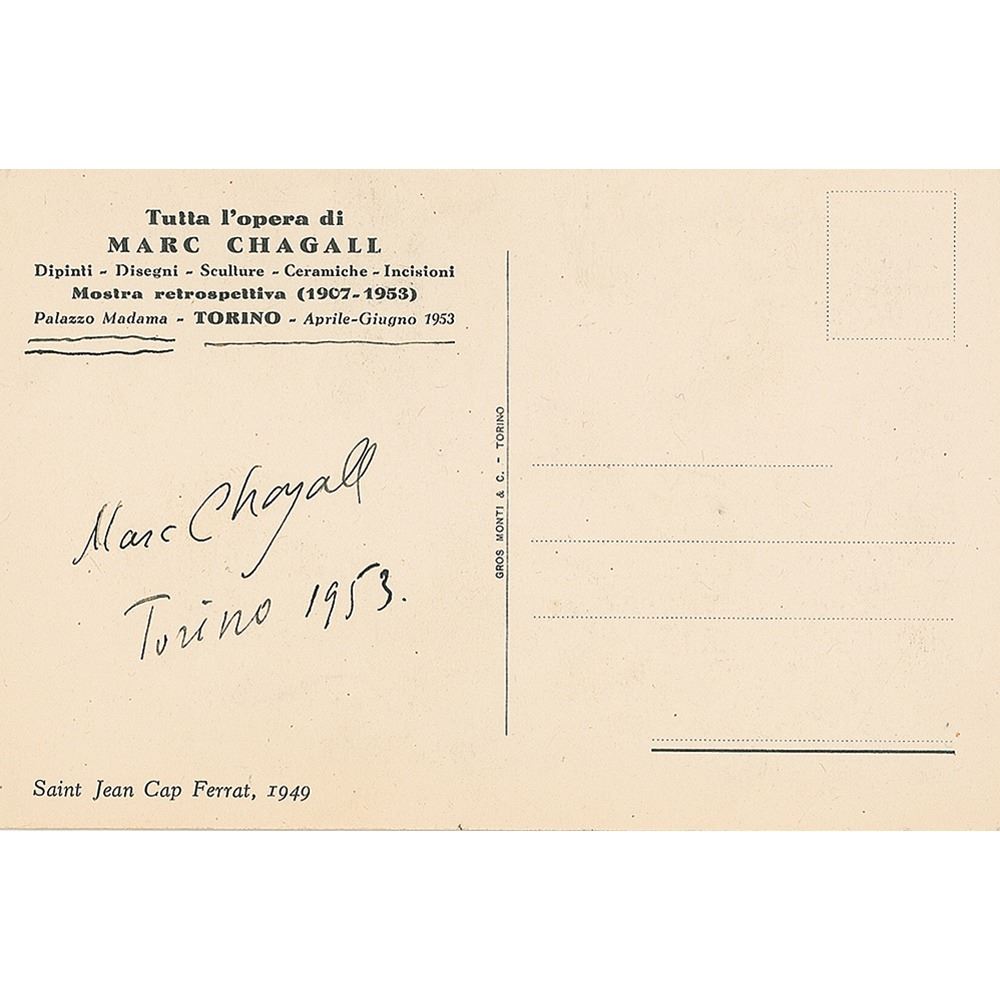 Tutta l'opera di
MARC CHAGALL
Dipinti - Disegni - Sculture - Ceramiche - Incisioni
Mostra retrospettiva (1907-1953)
Palazzo Madama - TORINO - Aprile-Giugno 1953
Marc Chagall
Torino 1953.
Saint Jean Cap Ferrat, 1949
GROS MONTI & C. - TORINO